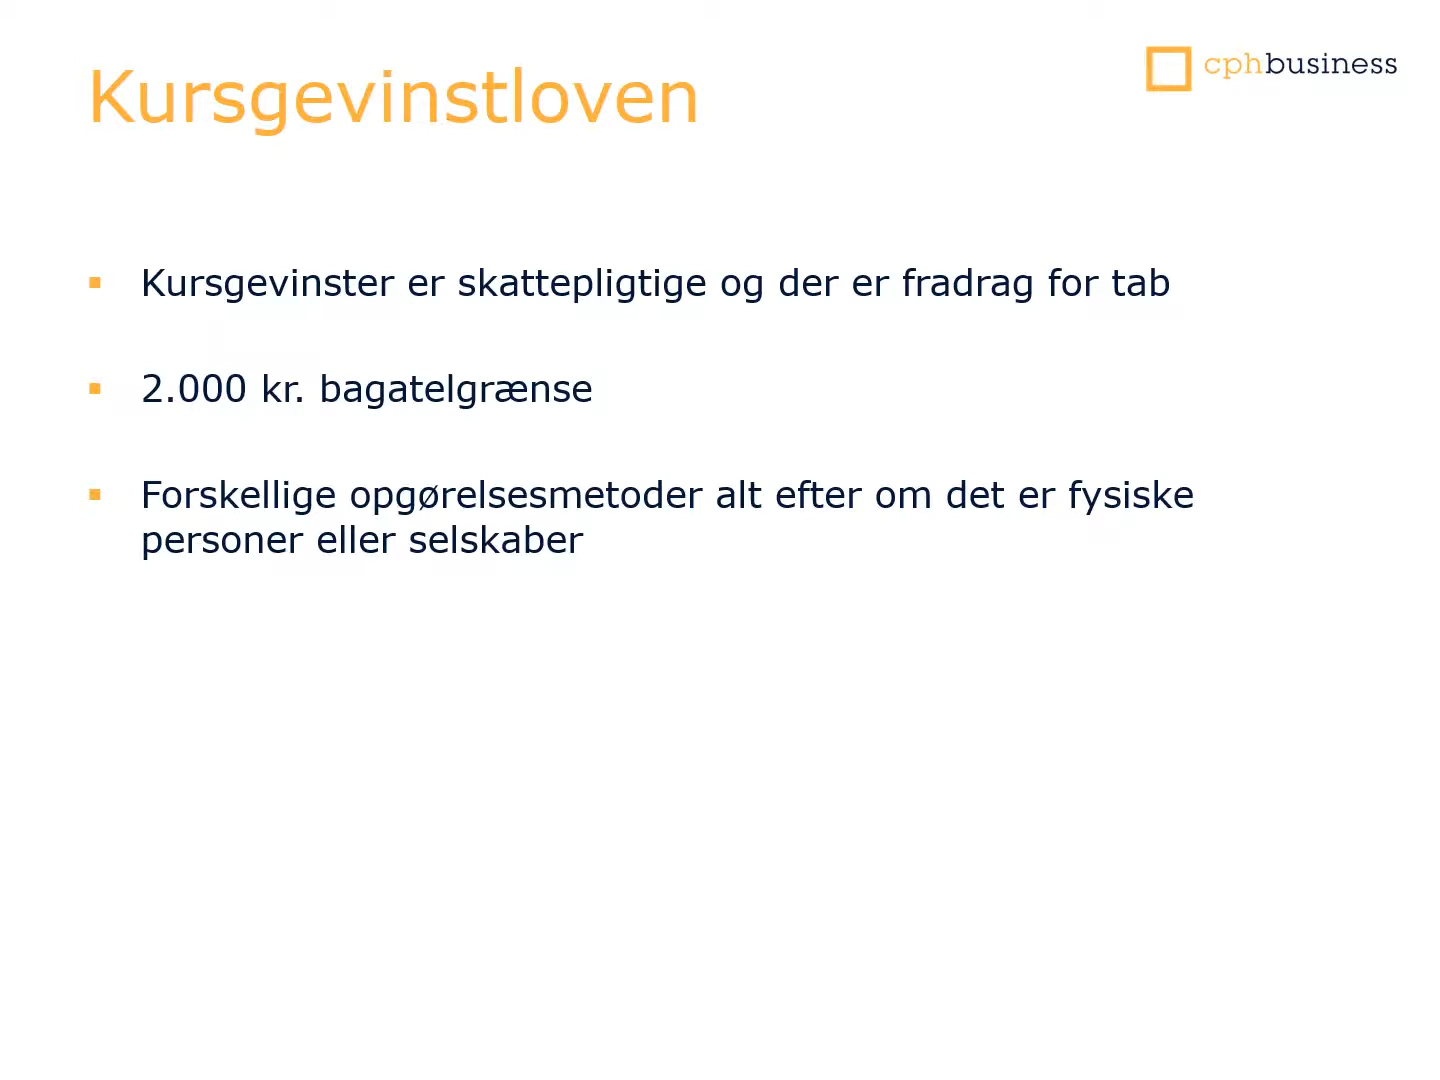 Kursgevinstloven
cphbusiness
Kursgevinster er skattepligtige og der er fradrag for tab
2.000 kr. bagatelgrænse
Forskellige opgørelsesmetoder alt efter om det er fysiske
personer eller selskaber